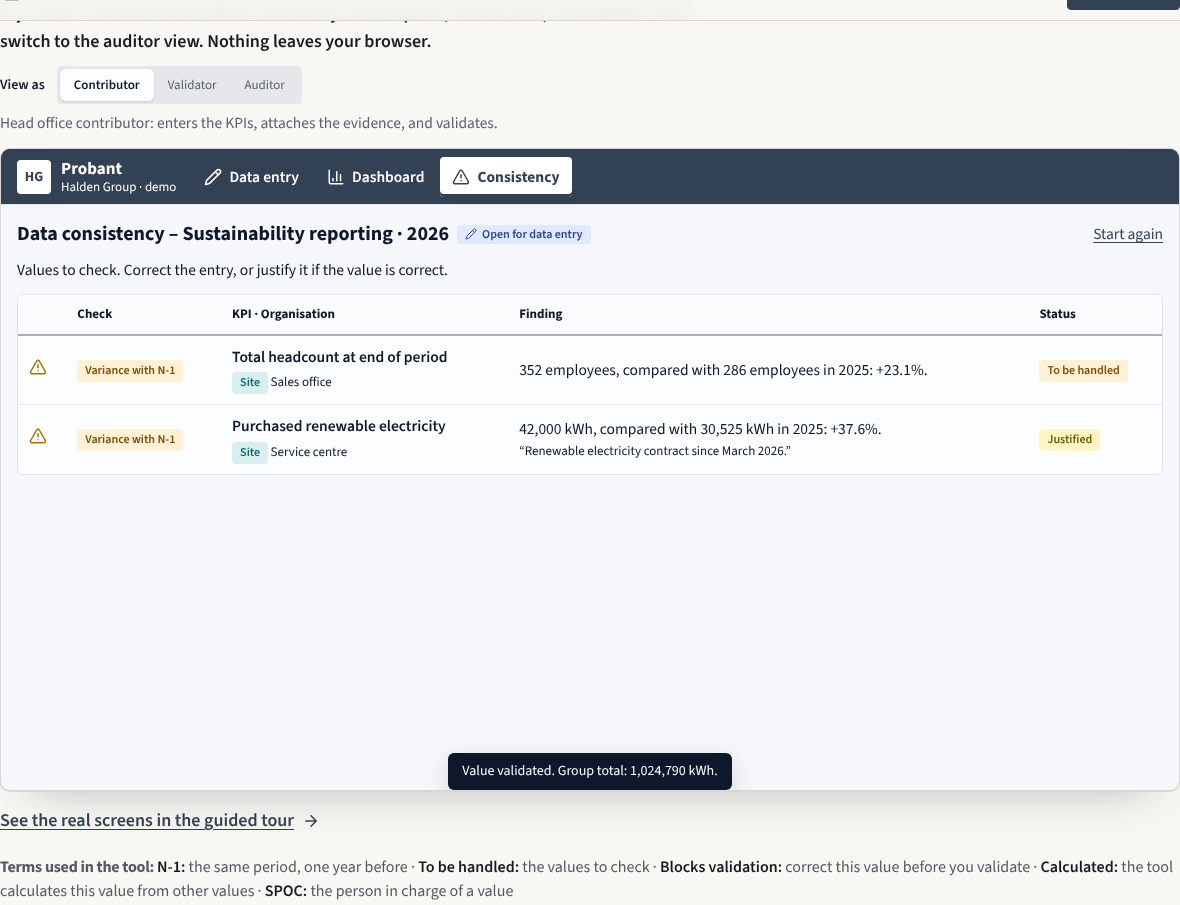 switch to the auditor view. Nothing leaves your browser.
View as
Contributor
Validator
Auditor
Head office contributor: enters the KPIs, attaches the evidence, and validates.
HG
Probant
Halden Group · demo
Data entry
Dashboard
Consistency
Data consistency – Sustainability reporting · 2026
Open for data entry
Start again
Values to check. Correct the entry, or justify it if the value is correct.
Check
KPI · Organisation
Finding
Status
Variance with N-1
Total headcount at end of period
Site Sales office
352 employees, compared with 286 employees in 2025: +23.1%.
To be handled
Variance with N-1
Purchased renewable electricity
Site Service centre
42,000 kWh, compared with 30,525 kWh in 2025: +37.6%.
“Renewable electricity contract since March 2026.”
Justified
Value validated. Group total: 1,024,790 kWh.
See the real screens in the guided tour →
Terms used in the tool: N-1: the same period, one year before · To be handled: the values to check · Blocks validation: correct this value before you validate · Calculated: the tool
calculates this value from other values · SPOC: the person in charge of a value